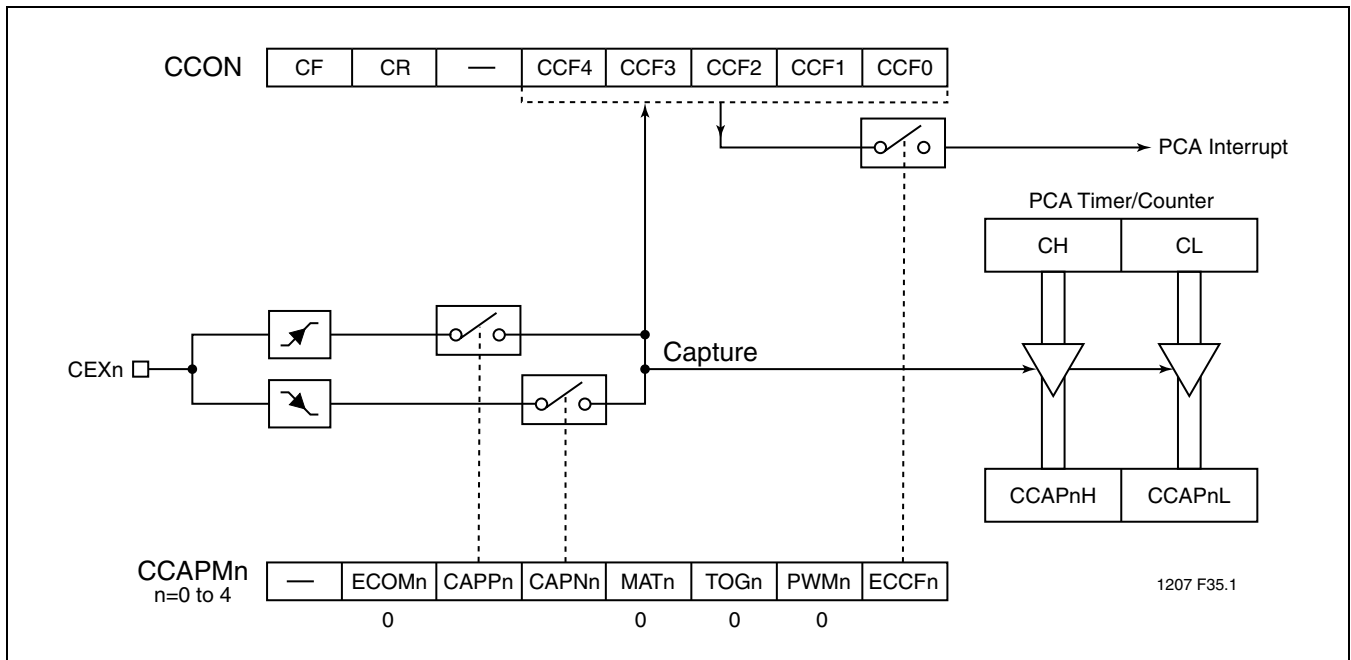 CCON CF CR — CCF4 CCF3 CCF2 CCF1 CCF0
PCA Interrupt
PCA Timer/Counter
CH CL
CEXn
Capture
CCAPnH CCAPnL
CCAPMn
n=0 to 4
— ECOMn CAPPn CAPNn MATn TOGn PWMn ECCFn
0 0 0 0
1207 F35.1